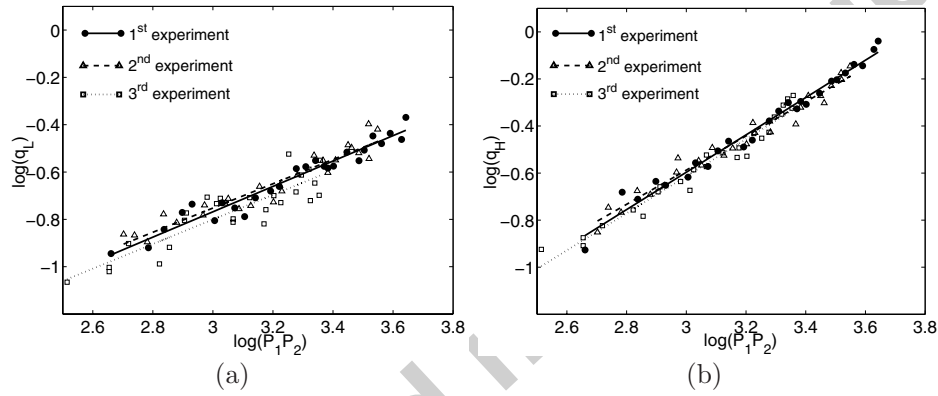 0
−0.2
−0.4
−0.6
−0.8
−1
log(q_L)
1st experiment
2nd experiment
3rd experiment
2.6 2.8 3 3.2 3.4 3.6 3.8
log(P_1P_2)
(a)
0
−0.2
−0.4
−0.6
−0.8
−1
log(q_H)
1st experiment
2nd experiment
3rd experiment
2.6 2.8 3 3.2 3.4 3.6 3.8
log(P_1P_2)
(b)